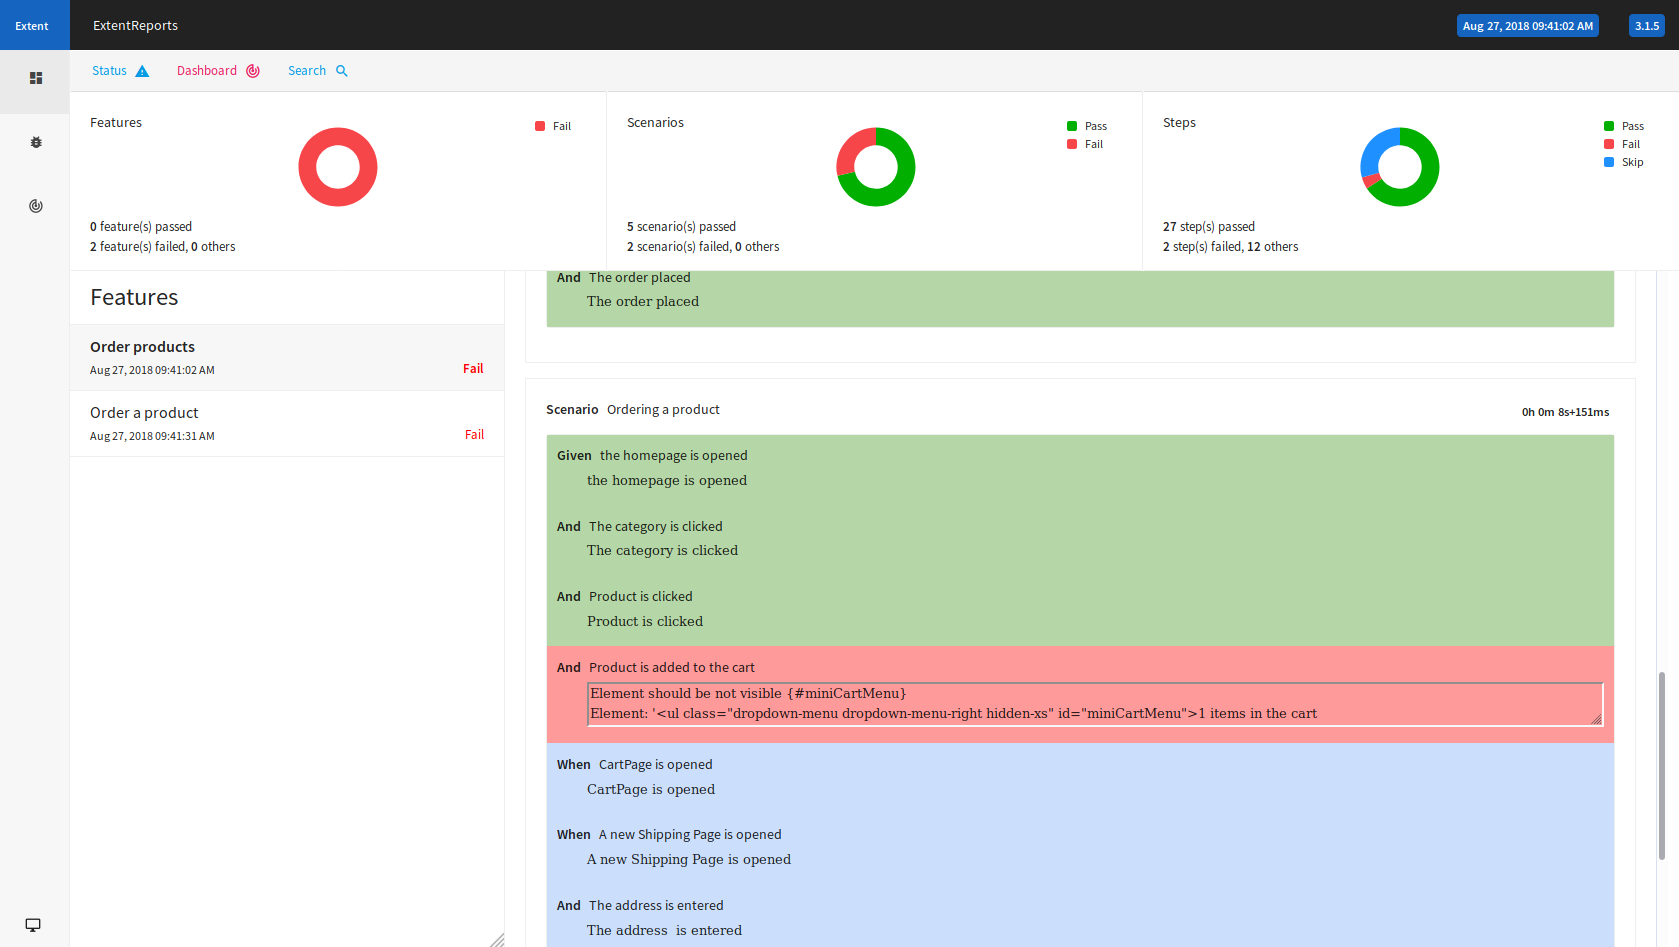 Extent
ExtentReports
Aug 27, 2018 09:41:02 AM
3.1.5
Status
Dashboard
Search
Features
Fail
0 feature(s) passed
2 feature(s) failed, 0 others
Scenarios
Pass
Fail
5 scenario(s) passed
2 scenario(s) failed, 0 others
Steps
Pass
Fail
Skip
27 step(s) passed
2 step(s) failed, 12 others
Features
Order products
Aug 27, 2018 09:41:02 AM
Fail
Order a product
Aug 27, 2018 09:41:31 AM
Fail
And The order placed
The order placed
Scenario Ordering a product
0h 0m 8s+151ms
Given the homepage is opened
the homepage is opened
And The category is clicked
The category is clicked
And Product is clicked
Product is clicked
And Product is added to the cart
Element should be not visible {#miniCartMenu}
Element: '<ul class="dropdown-menu dropdown-menu-right hidden-xs" id="miniCartMenu">1 items in the cart
When CartPage is opened
CartPage is opened
When A new Shipping Page is opened
A new Shipping Page is opened
And The address is entered
The address  is entered